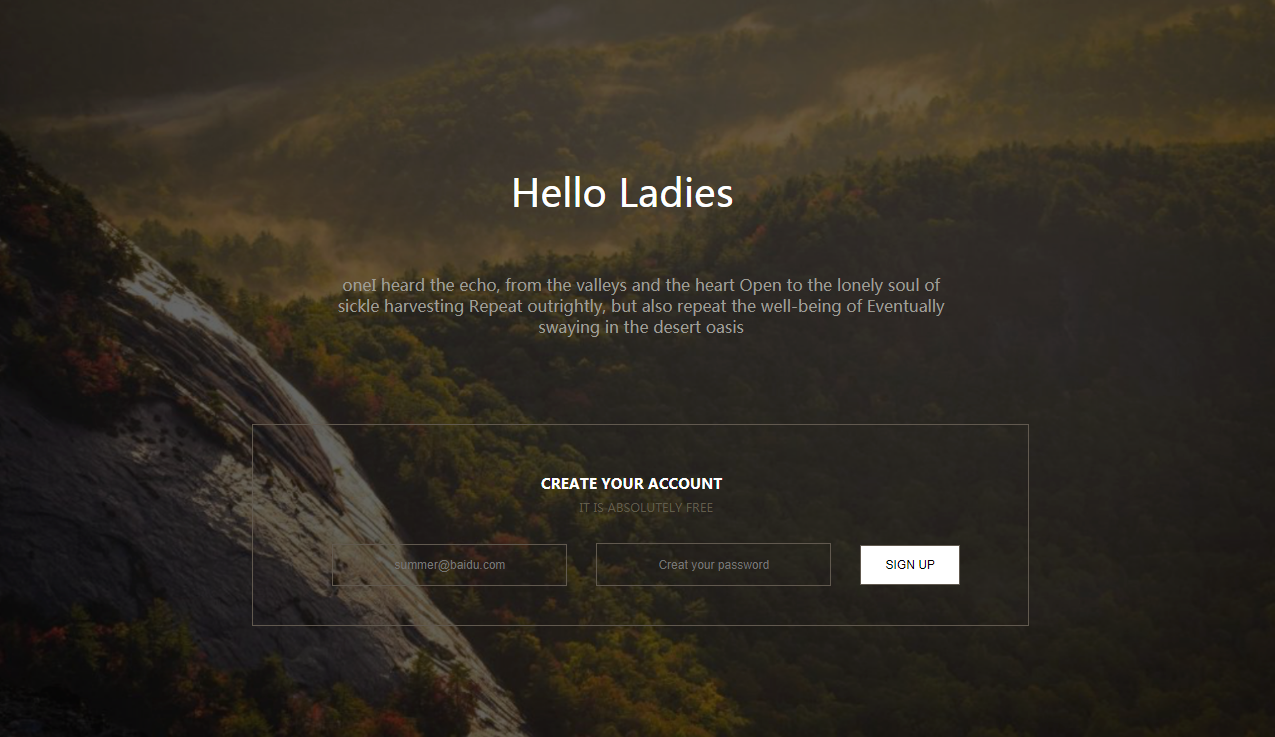 Hello Ladies
oneI heard the echo, from the valleys and the heart Open to the lonely soul of
sickle harvesting Repeat outrightly, but also repeat the well-being of Eventually
swaying in the desert oasis
CREATE YOUR ACCOUNT
IT IS ABSOLUTELY FREE
summer@baidu.com
Creat your password
SIGN UP